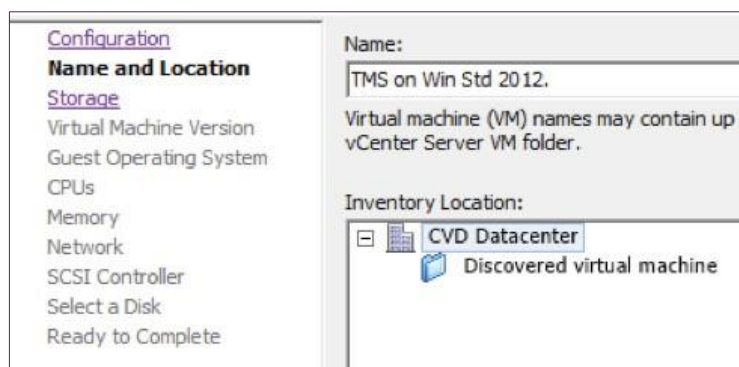 Configuration
Name and Location
Storage
Virtual Machine Version
Guest Operating System
CPUs
Memory
Network
SCSI Controller
Select a Disk
Ready to Complete
Name:
TMS on Win Std 2012.
Virtual machine (VM) names may contain up
vCenter Server VM folder.
Inventory Location:
CVD Datacenter
Discovered virtual machine